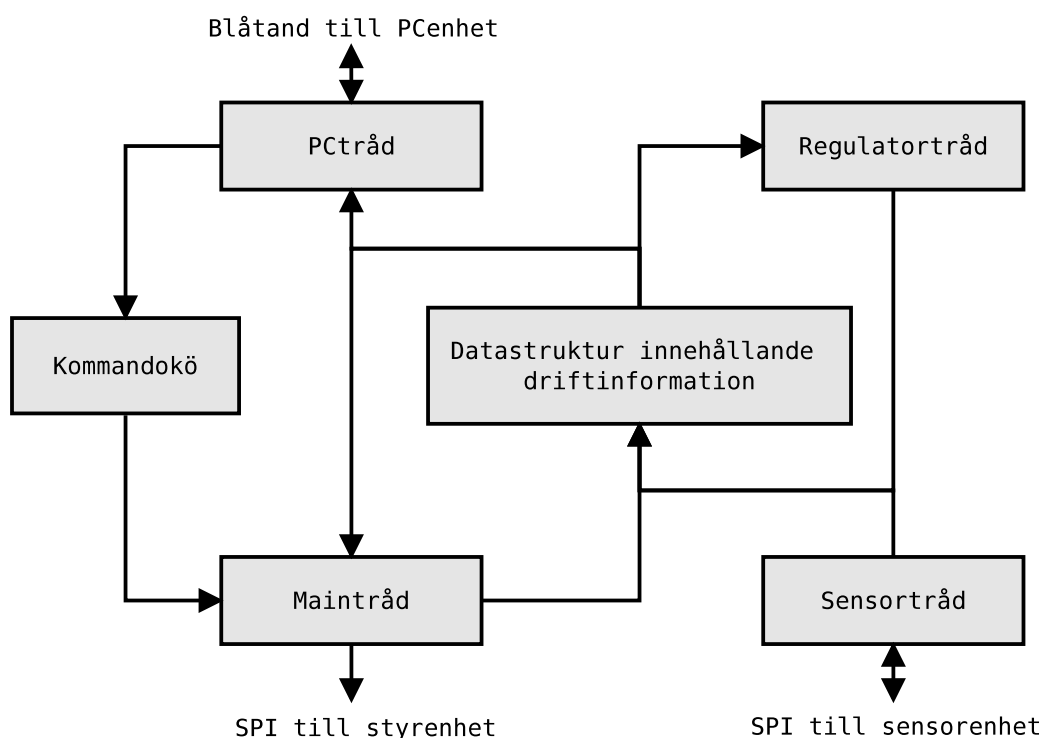 Blåtand till PCenhet
PCtråd
Regulatortråd
Kommandokö
Datastruktur innehållande
driftinformation
Maintråd
Sensortråd
SPI till styrenhet
SPI till sensorenhet